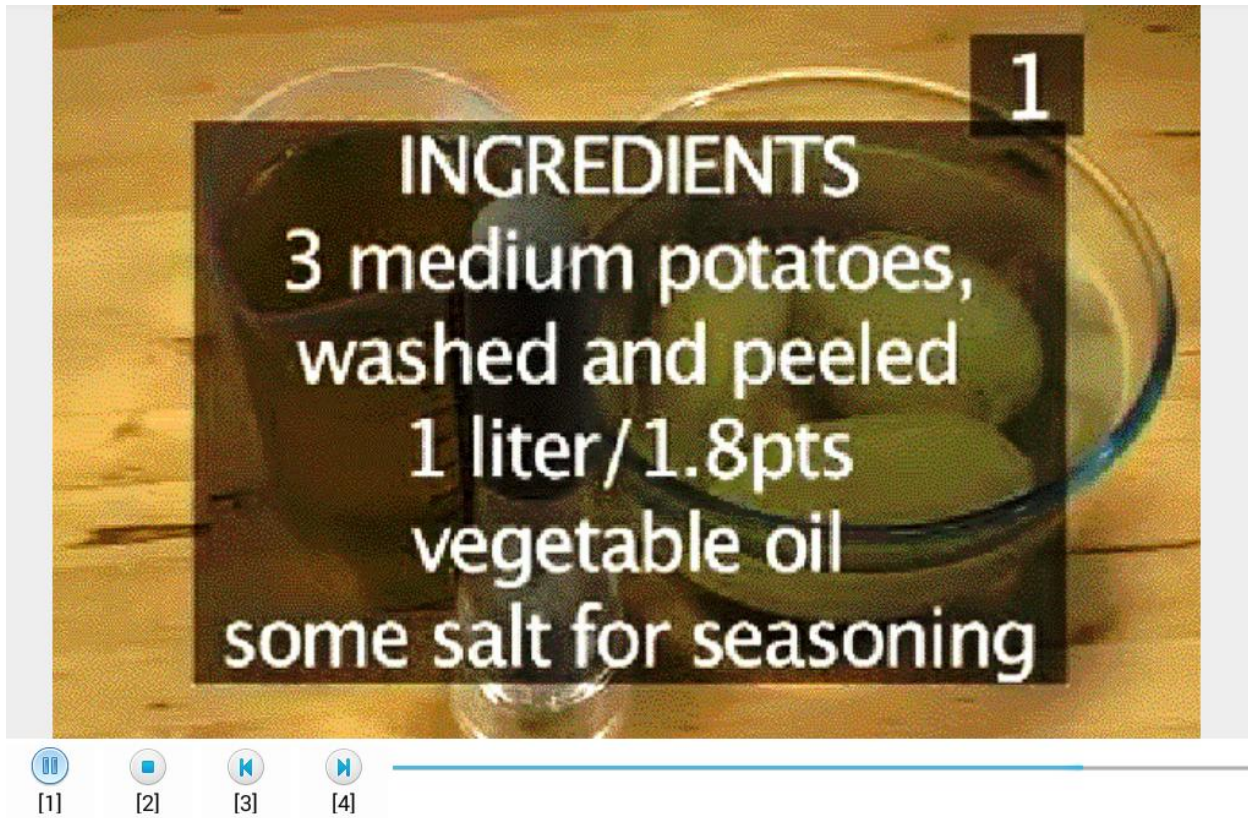 1
INGREDIENTS
3 medium potatoes,
washed and peeled
1 liter/1.8pts
vegetable oil
some salt for seasoning
[1] [2] [3] [4]